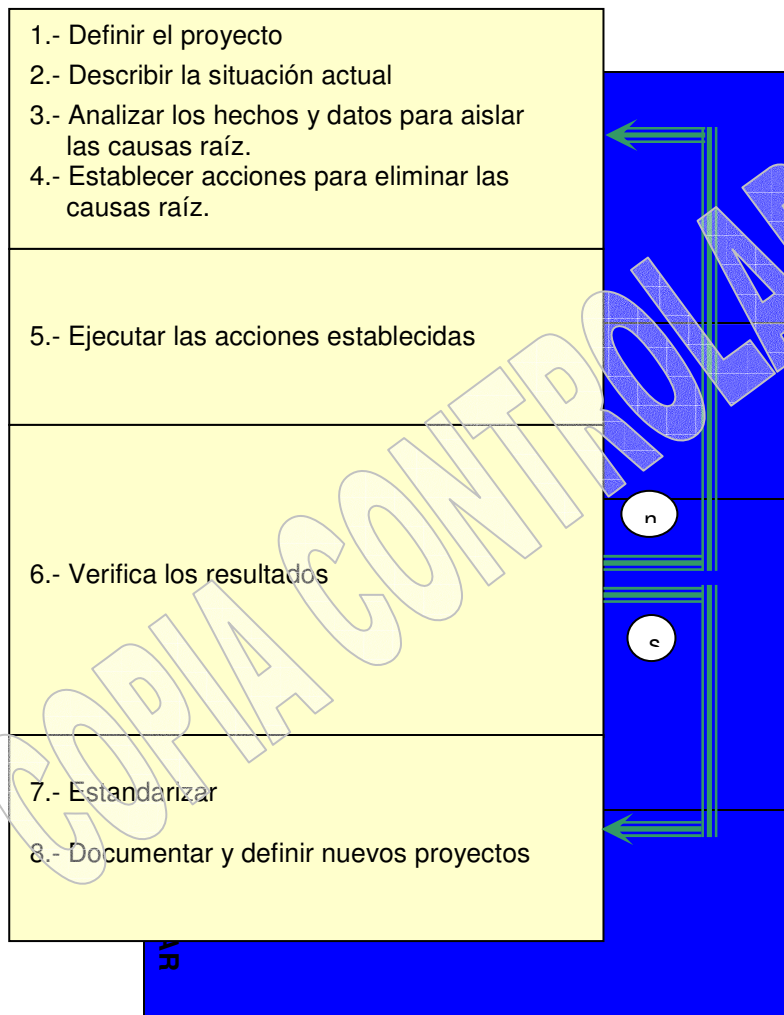 1.- Definir el proyecto
2.- Describir la situación actual
3.- Analizar los hechos y datos para aislar
las causas raíz.
4.- Establecer acciones para eliminar las
causas raíz.
5.- Ejecutar las acciones establecidas
n
6.- Verifica los resultados
s
7.- Estandarizar
8.- Documentar y definir nuevos proyectos
AR
COPIA CONTROLAD